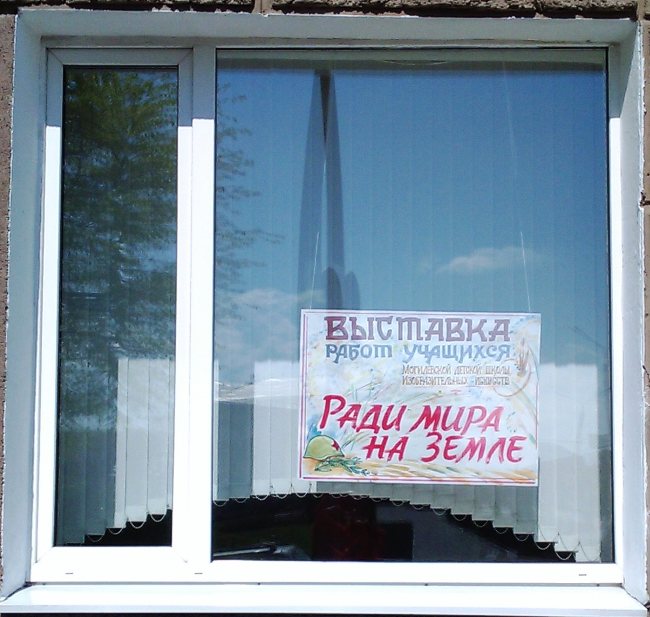 ВЫСТАВКА
РАБОТ УЧАЩИХСЯ
МОГИЛЕВСКОЙ ДЕТСКОЙ ШКОЛЫ
ИЗОБРАЗИТЕЛЬНЫХ ИСКУССТВ
РАДИ МИРА
НА ЗЕМЛЕ